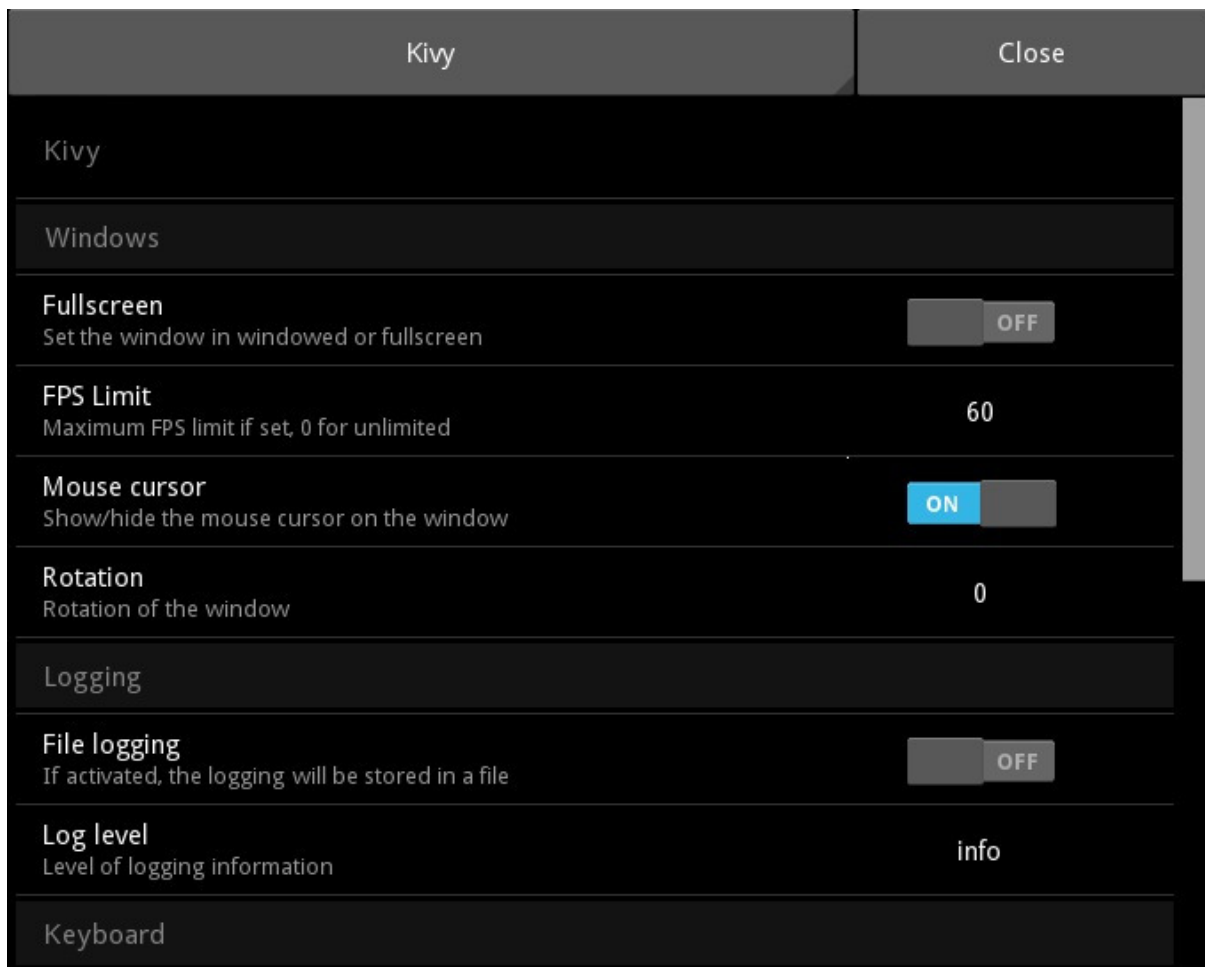 Kivy
Close
Kivy
Windows
Fullscreen
Set the window in windowed or fullscreen
OFF
FPS Limit
Maximum FPS limit if set, 0 for unlimited
60
Mouse cursor
Show/hide the mouse cursor on the window
ON
Rotation
Rotation of the window
0
Logging
File logging
If activated, the logging will be stored in a file
OFF
Log level
Level of logging information
info
Keyboard